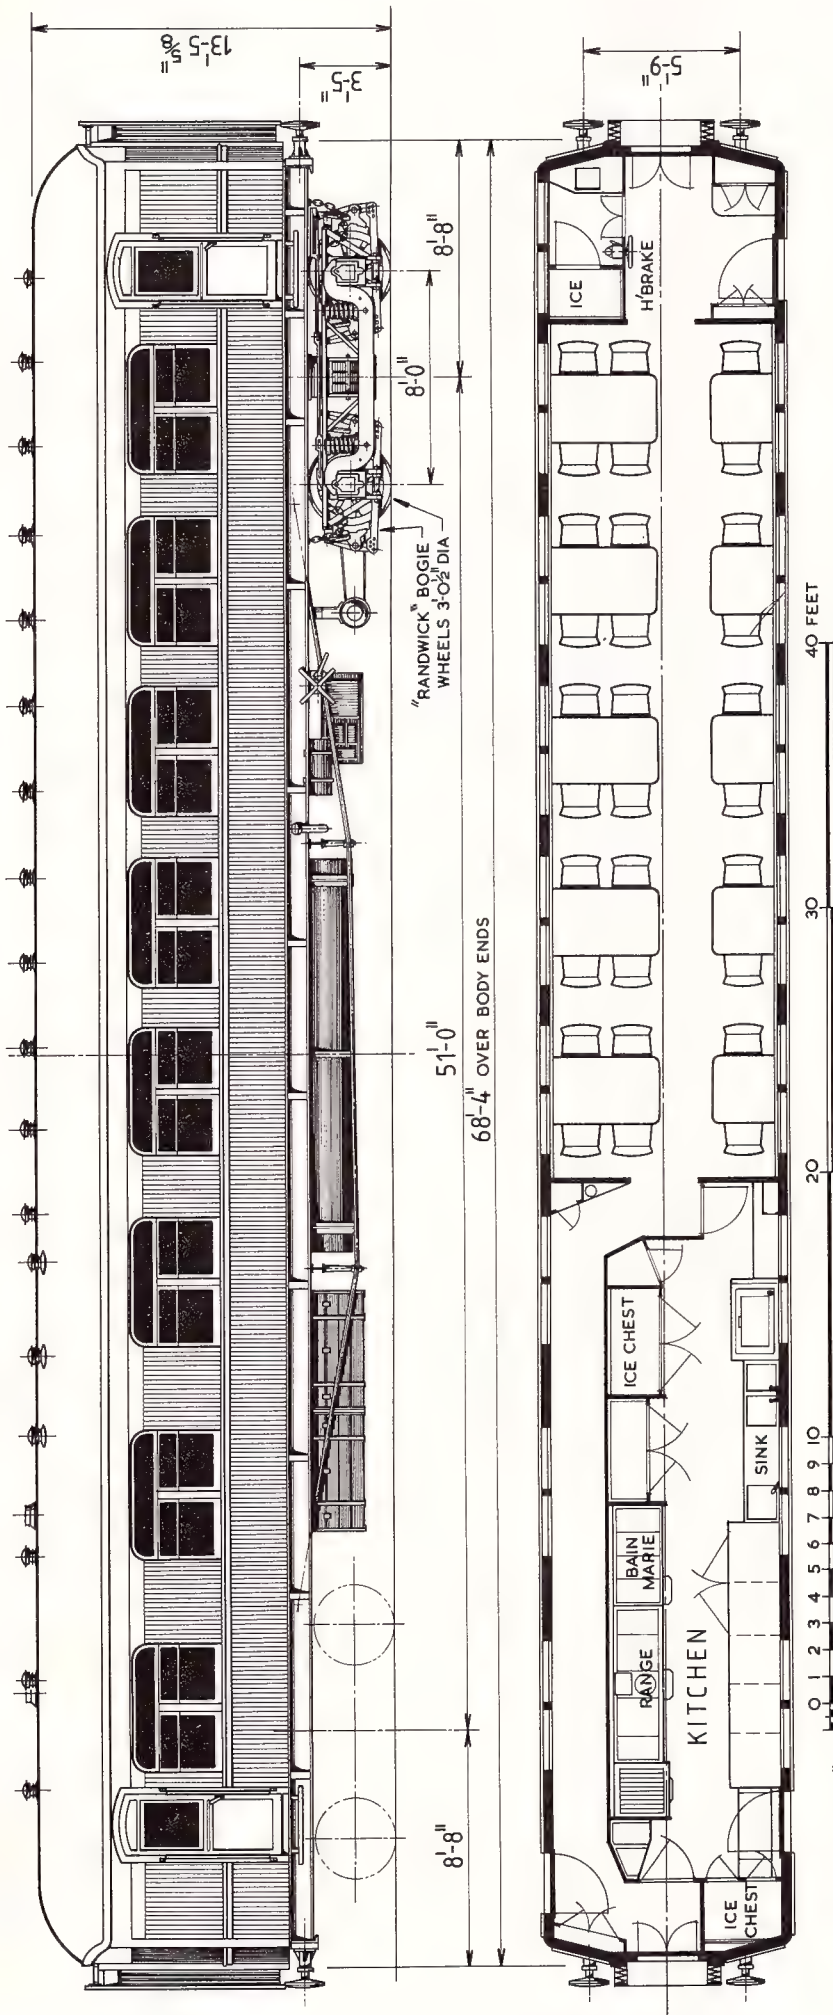 13'-5 5/8"
3'-5"
8'-8"
8'-0"
"RANDWICK" BOGIE
WHEELS 3'-0½" DIA
51'-0"
68'-4" OVER BODY ENDS
8'-8"
5'-9"
ICE
H'BRAKE
ICE CHEST
SINK
BAIN
MARIE
RANGE
KITCHEN
ICE
CHEST
0 1 2 3 4 5 6 7 8 9 10 20 30 40 FEET